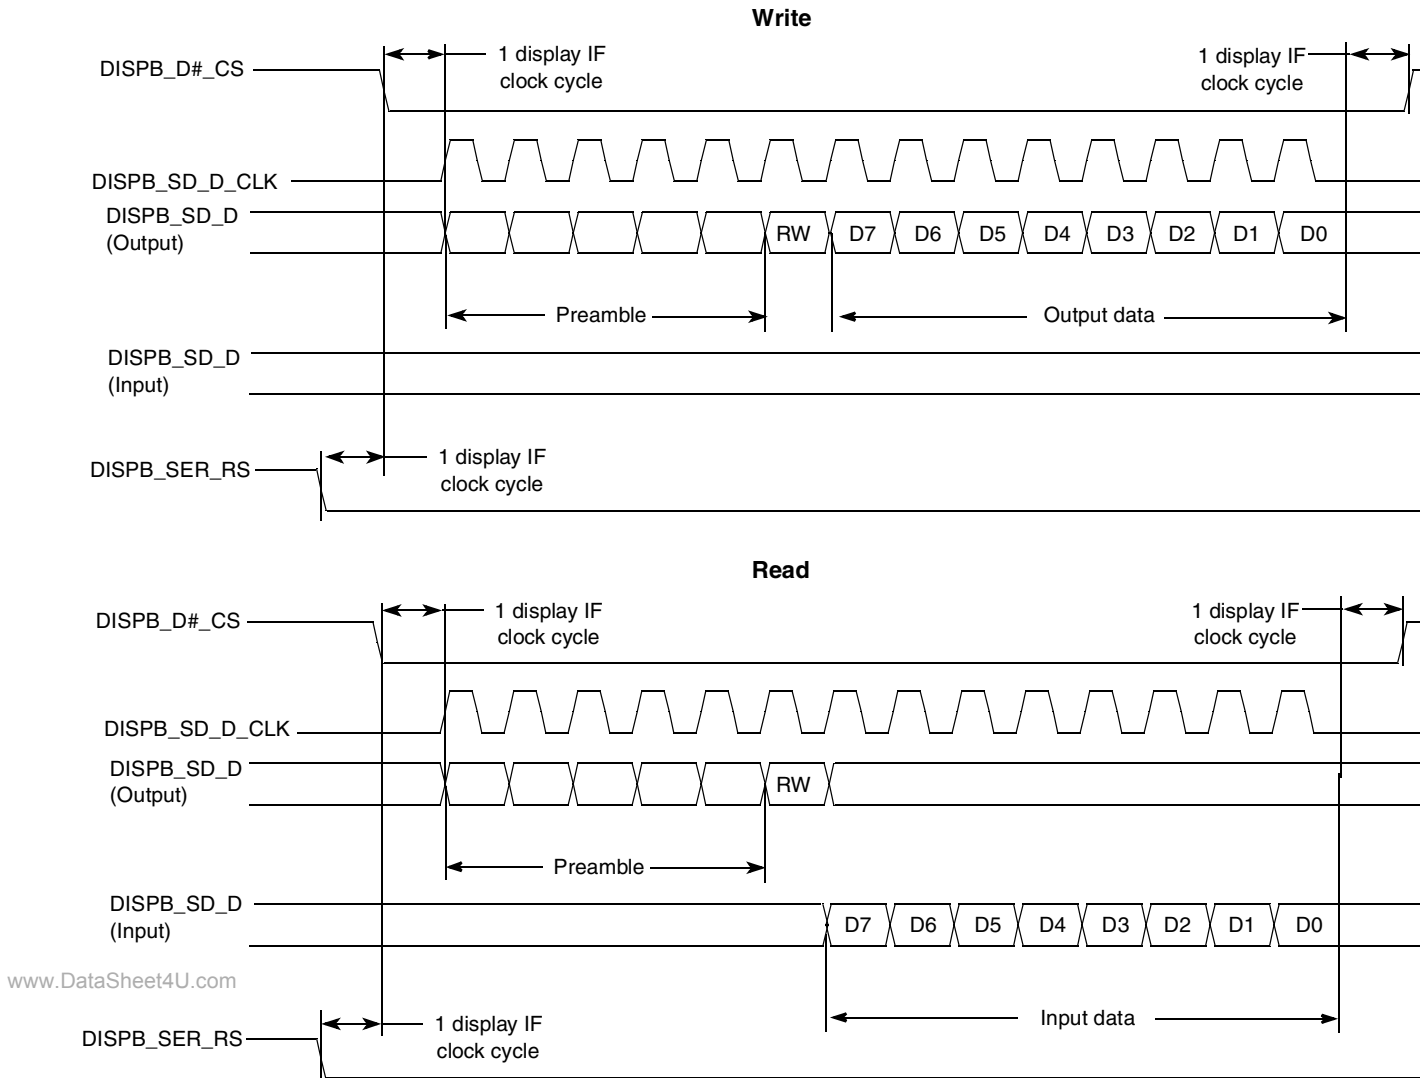 Write
DISPB_D#_CS
1 display IF
clock cycle
1 display IF
clock cycle
DISPB_SD_D_CLK
DISPB_SD_D
(Output)
RW D7 D6 D5 D4 D3 D2 D1 D0
Preamble
Output data
DISPB_SD_D
(Input)
DISPB_SER_RS
1 display IF
clock cycle
Read
DISPB_D#_CS
1 display IF
clock cycle
1 display IF
clock cycle
DISPB_SD_D_CLK
DISPB_SD_D
(Output)
RW
Preamble
DISPB_SD_D
(Input)
D7 D6 D5 D4 D3 D2 D1 D0
www.DataSheet4U.com
Input data
DISPB_SER_RS
1 display IF
clock cycle